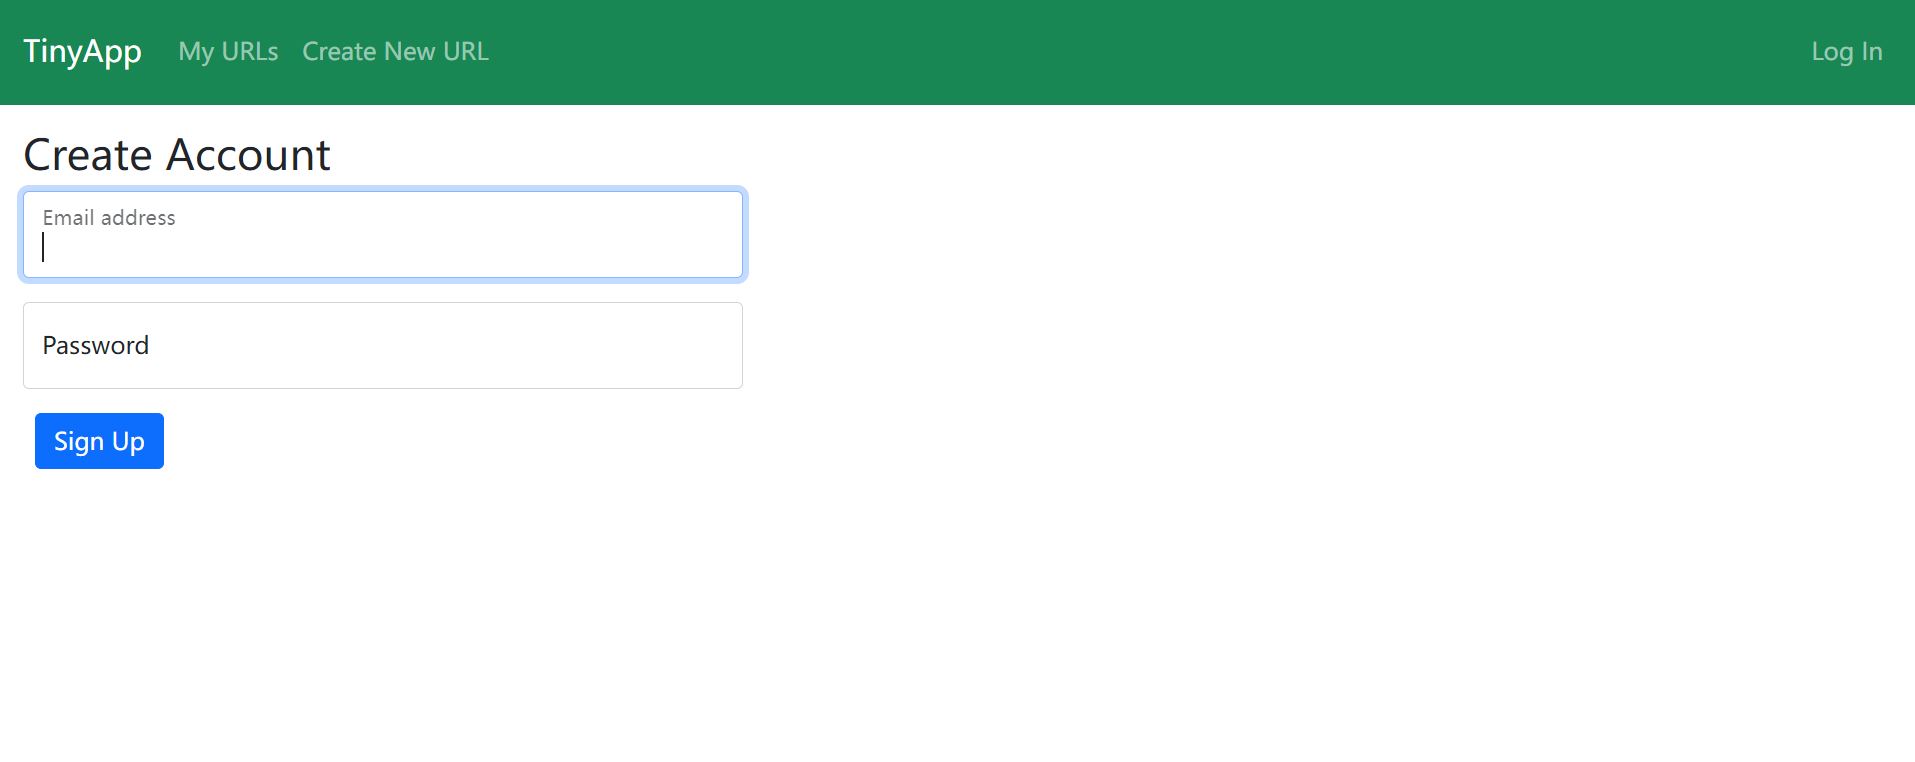 TinyApp My URLs Create New URL Log In
Create Account
Email address
Password
Sign Up